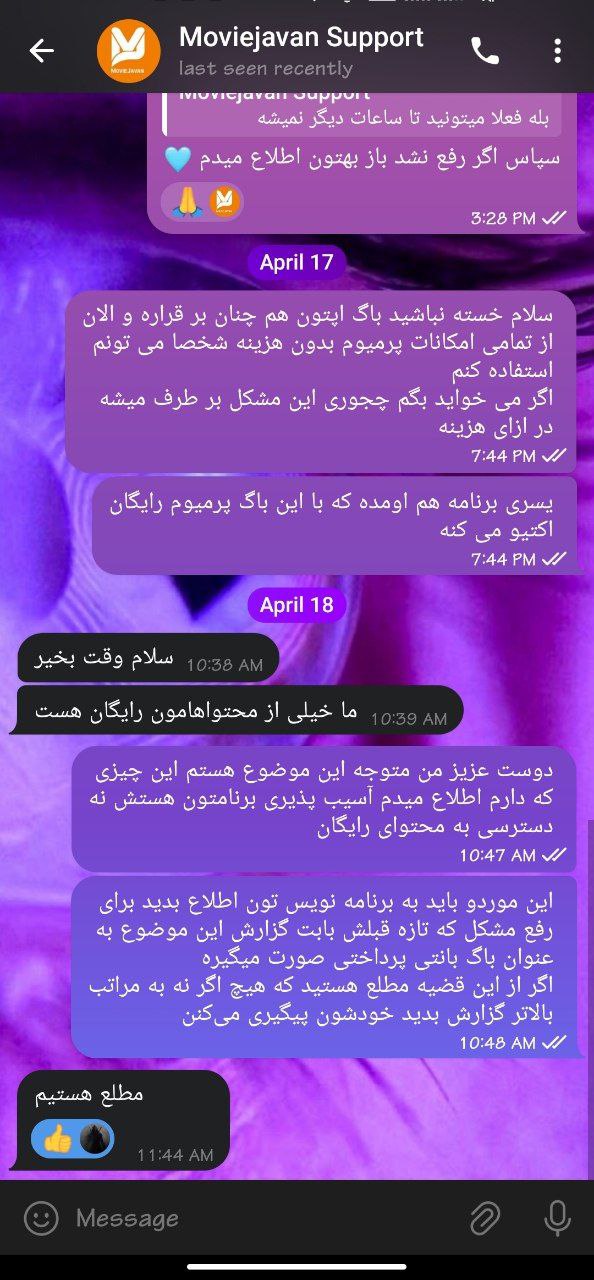 Moviejavan Support
last seen recently
Moviejavan Support
بله فعلا میتونید تا ساعات دیگر نمیشه
سپاس اگر رفع نشد باز بهتون اطلاع میدم 🩵
3:28 PM
April 17
سلام خسته نباشید باگ اپتون هم چنان بر قراره و الان
از تمامی امکانات پرمیوم بدون هزینه شخصا می تونم
استفاده کنم
اگر می خواید بگم چجوری این مشکل بر طرف میشه
در ازای هزینه
7:44 PM
یسری برنامه هم اومده که با این باگ پرمیوم رایگان
اکتیو می کنه
7:44 PM
April 18
سلام وقت بخیر
10:38 AM
ما خیلی از محتواهامون رایگان هست
10:39 AM
دوست عزیز من متوجه این موضوع هستم این چیزی
که دارم اطلاع میدم آسیب پذیری برنامتون هستش نه
دسترسی به محتوای رایگان
10:47 AM
این موردو باید به برنامه نویس تون اطلاع بدید برای
رفع مشکل که تازه قبلش بابت گزارش این موضوع به
عنوان باگ بانتی پرداختی صورت میگیره
اگر از این قضیه مطلع هستید که هیچ اگر نه به مراتب
بالاتر گزارش بدید خودشون پیگیری می‌کنن
10:48 AM
مطلع هستیم
11:44 AM
Message